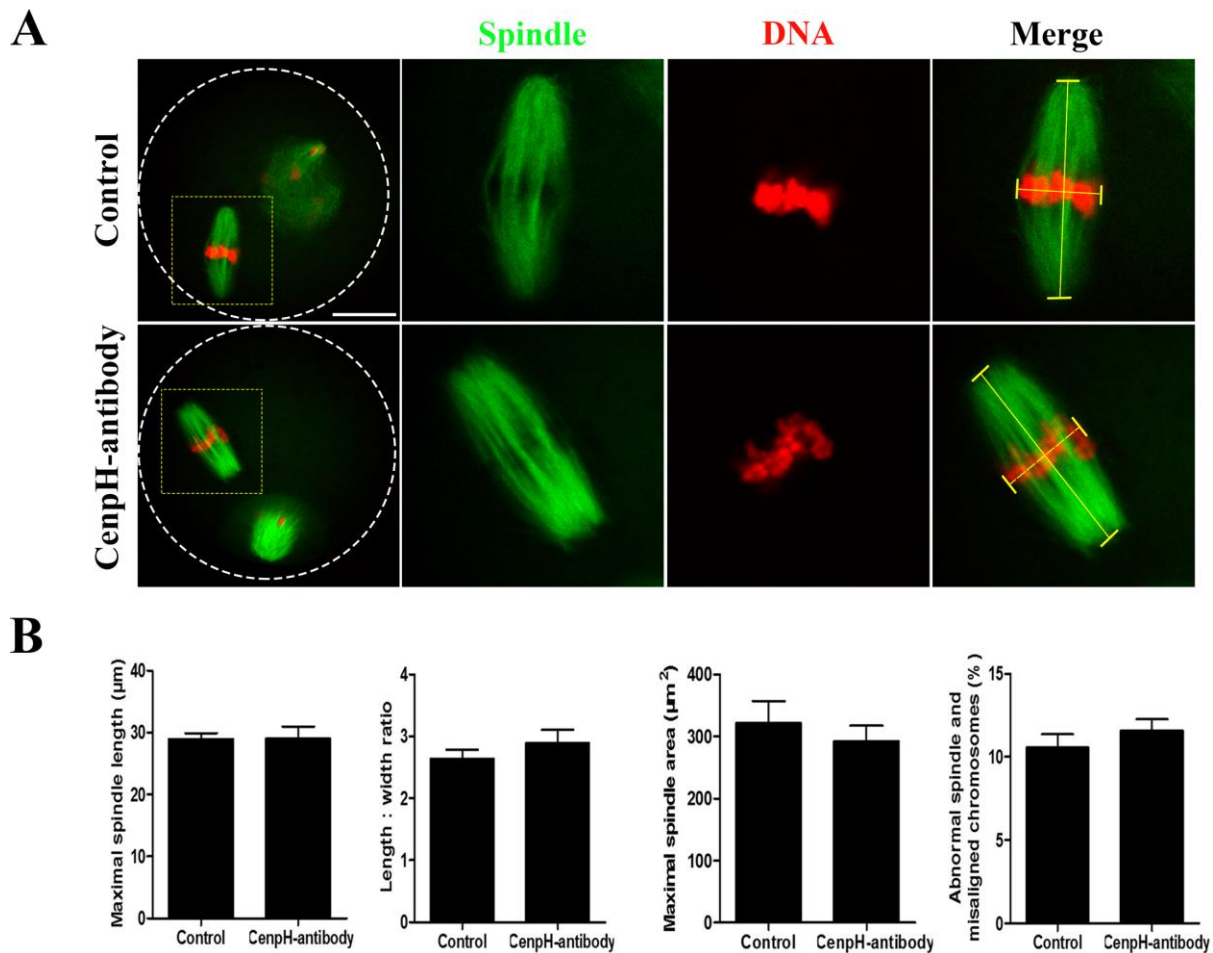 A
Spindle DNA Merge
Control
CenpH-antibody
B
Maximal spindle length (µm)
40
30
20
10
0
Control CenpH-antibody
Length : width ratio
4
3
2
1
0
Control CenpH-antibody
Maximal spindle area (µm²)
400
300
200
100
0
Control CenpH-antibody
Abnormal spindle and
misaligned chromosomes (%)
15
10
5
0
Control CenpH-antibody